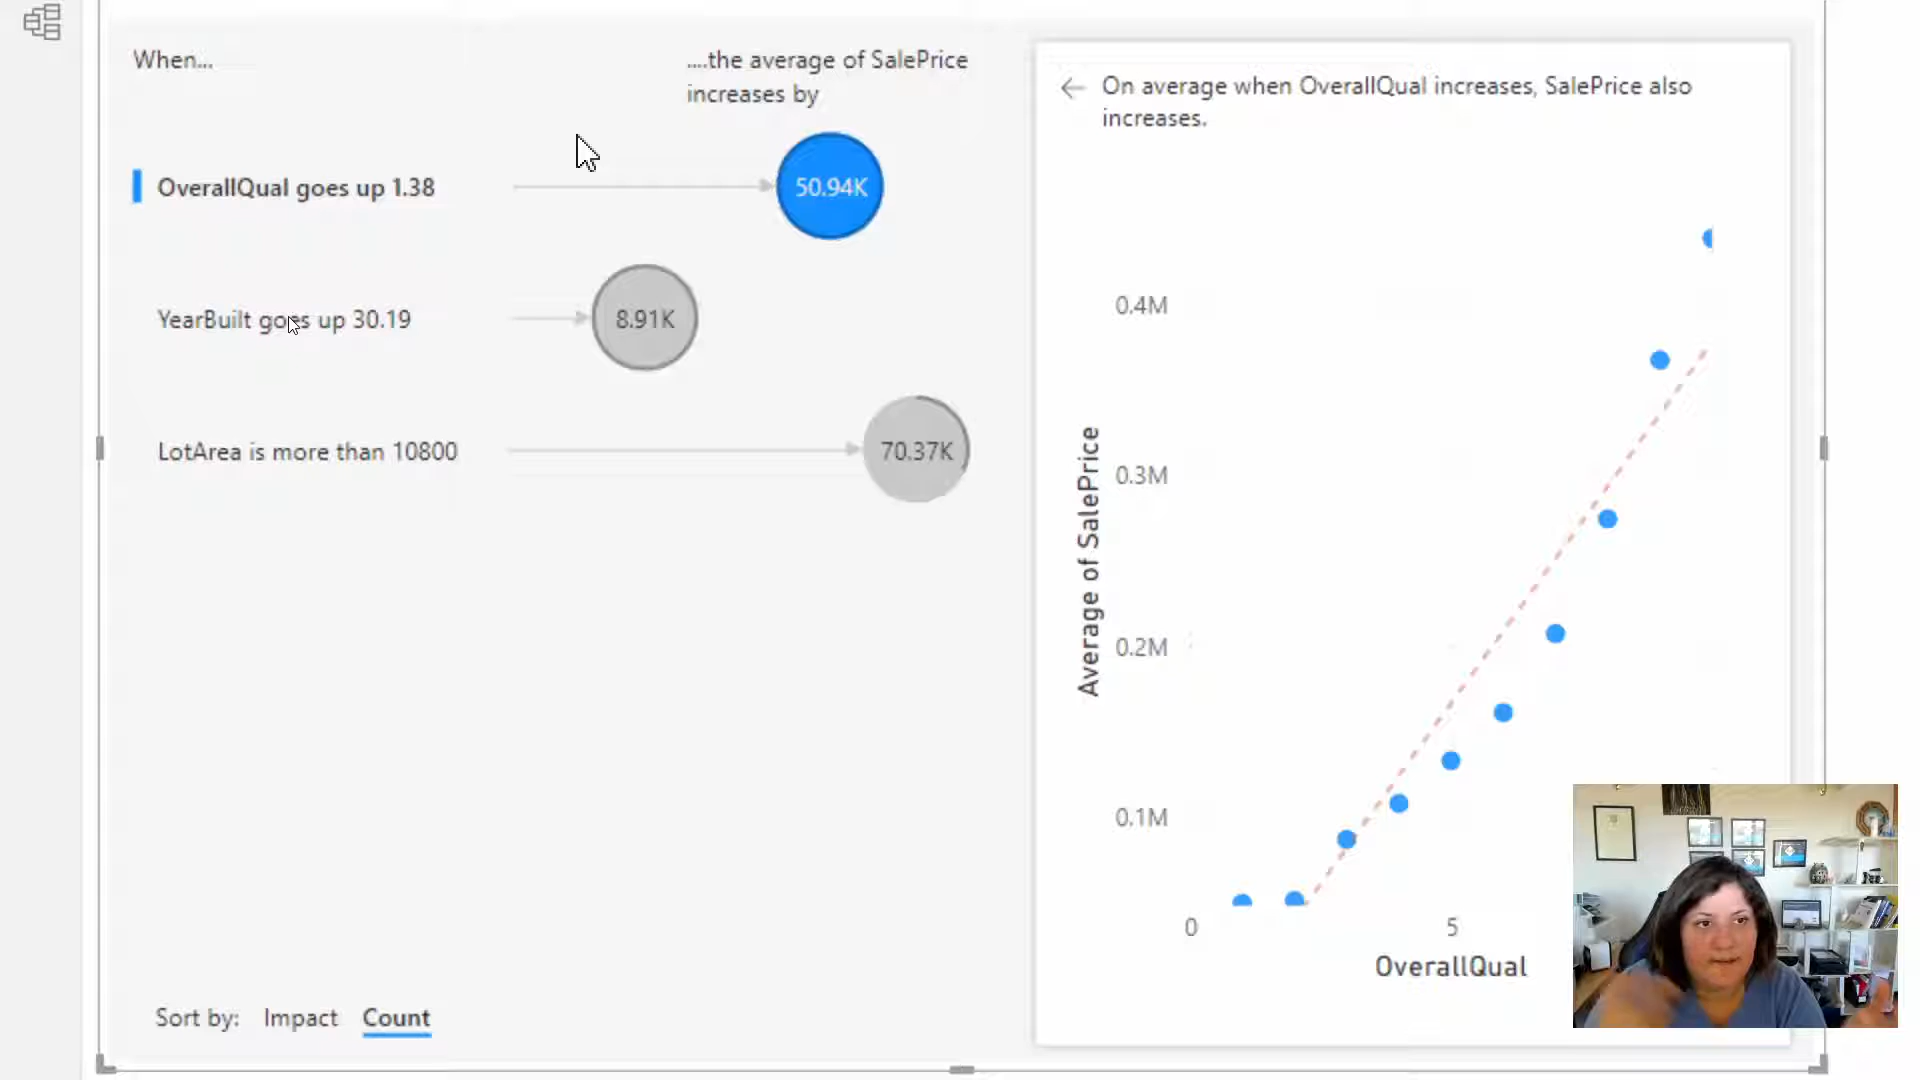 When...
....the average of SalePrice
increases by
OverallQual goes up 1.38
50.94K
YearBuilt goes up 30.19
8.91K
LotArea is more than 10800
70.37K
Sort by: Impact Count
On average when OverallQual increases, SalePrice also
increases.
Average of SalePrice
0.4M
0.3M
0.2M
0.1M
0
5
OverallQual